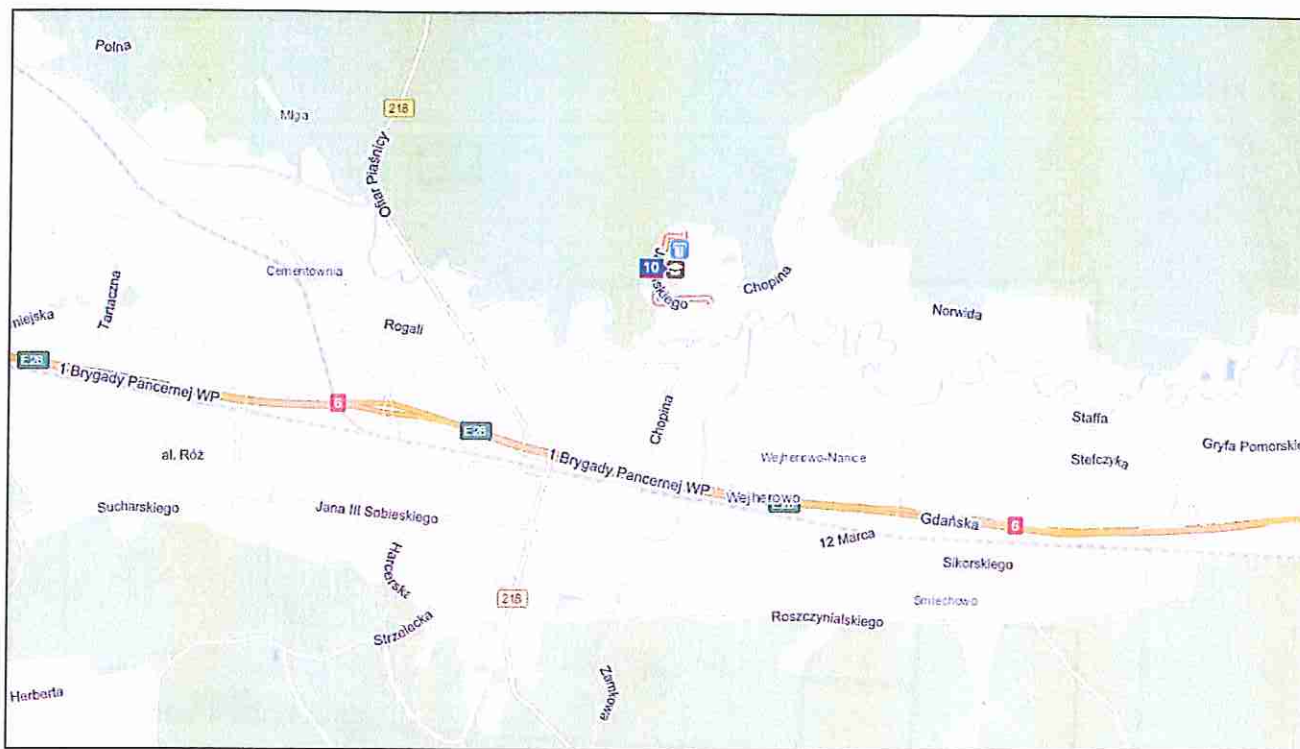 Polna
Miga
218
Ofiar Piaśnicy
10
skiego
Chopina
Cementownia
Tartaczna
niejska
Rogali
Norwida
E28
1 Brygady Pancernej WP
6
E28
Chopina
Staffa
Gryfa Pomorskie
al. Róż
1 Brygady Pancernej WP
Wejherowo-Nanice
Stefczyka
Wejherowo
Sucharskiego
Jana III Sobieskiego
Gdańska
6
12 Marca
Harcerska
Sikorskiego
218
Śmiechowo
Roszczynialskiego
Strzelecka
Zamkowa
Herberta